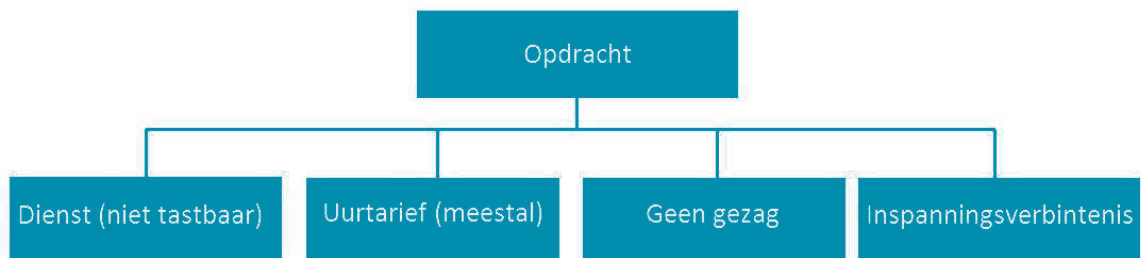 Opdracht
Dienst (niet tastbaar)
Uurtarief (meestal)
Geen gezag
Inspanningsverbintenis